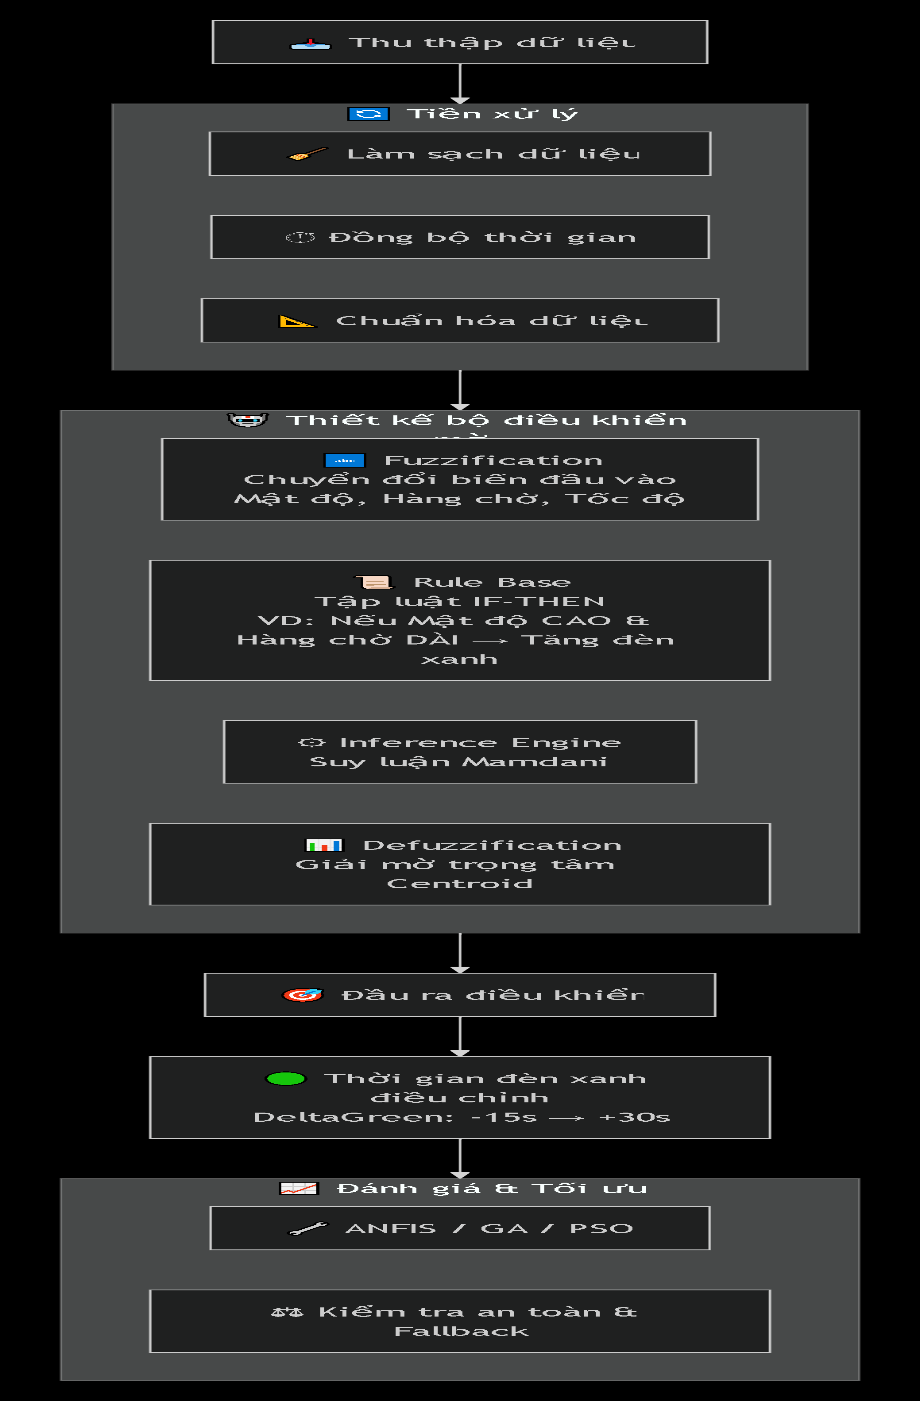 Thu thập dữ liệu
Tiền xử lý
Làm sạch dữ liệu
Đồng bộ thời gian
Chuẩn hóa dữ liệu
Thiết kế bộ điều khiển
Fuzzification
Chuyển đổi biến đầu vào
Mật độ, Hàng chờ, Tốc độ
Rule Base
Tập luật IF-THEN
VD: Nếu Mật độ CAO &
Hàng chờ DÀI → Tăng đèn
xanh
Inference Engine
Suy luận Mamdani
Defuzzification
Giải mờ trọng tâm
Centroid
Đầu ra điều khiển
Thời gian đèn xanh
điều chỉnh
DeltaGreen: -15s → +30s
Đánh giá & Tối ưu
ANFIS / GA / PSO
Kiểm tra an toàn &
Fallback